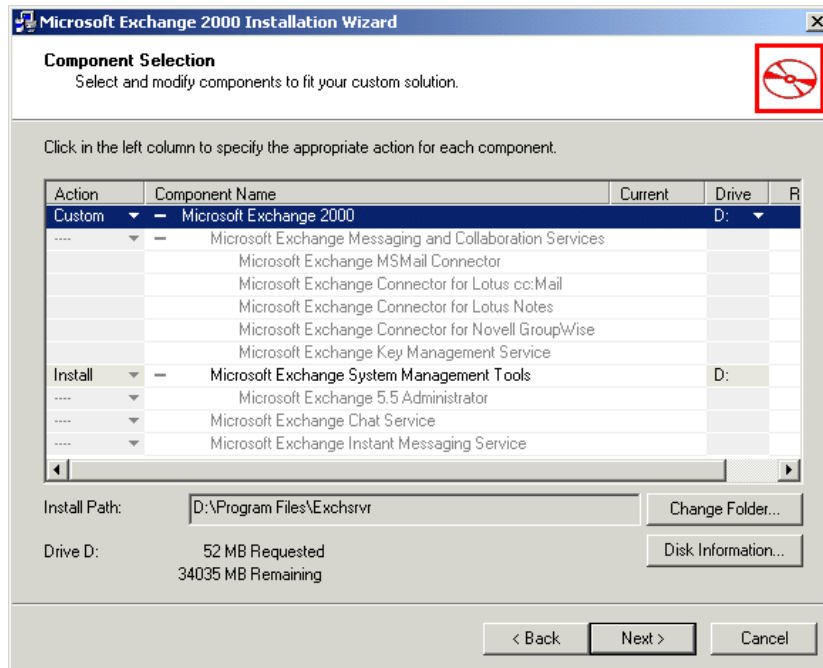 Microsoft Exchange 2000 Installation Wizard
Component Selection
Select and modify components to fit your custom solution.
Click in the left column to specify the appropriate action for each component.
Action Component Name Current Drive R
Custom Microsoft Exchange 2000 D:
---- Microsoft Exchange Messaging and Collaboration Services
Microsoft Exchange MSMail Connector
Microsoft Exchange Connector for Lotus cc:Mail
Microsoft Exchange Connector for Lotus Notes
Microsoft Exchange Connector for Novell GroupWise
Microsoft Exchange Key Management Service
Install Microsoft Exchange System Management Tools D:
---- Microsoft Exchange 5.5 Administrator
---- Microsoft Exchange Chat Service
---- Microsoft Exchange Instant Messaging Service
Install Path: D:\Program Files\Exchsrvr Change Folder...
Drive D: 52 MB Requested Disk Information...
34035 MB Remaining
< Back Next > Cancel